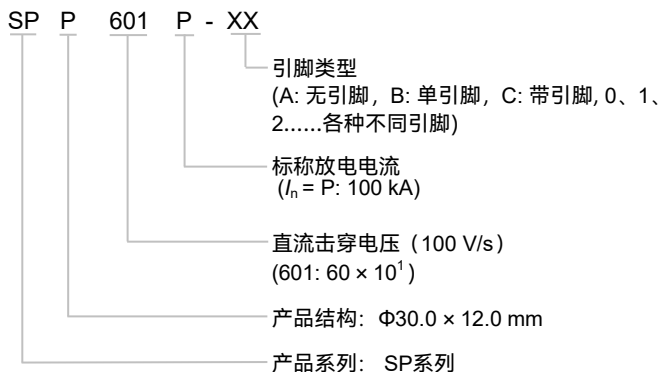 SP P 601 P - XX
引脚类型
(A: 无引脚，B: 单引脚，C: 带引脚, 0、1、
2......各种不同引脚)
标称放电电流
(In = P: 100 kA)
直流击穿电压（100 V/s）
(601: 60 × 10¹ )
产品结构：Φ30.0 × 12.0 mm
产品系列： SP系列